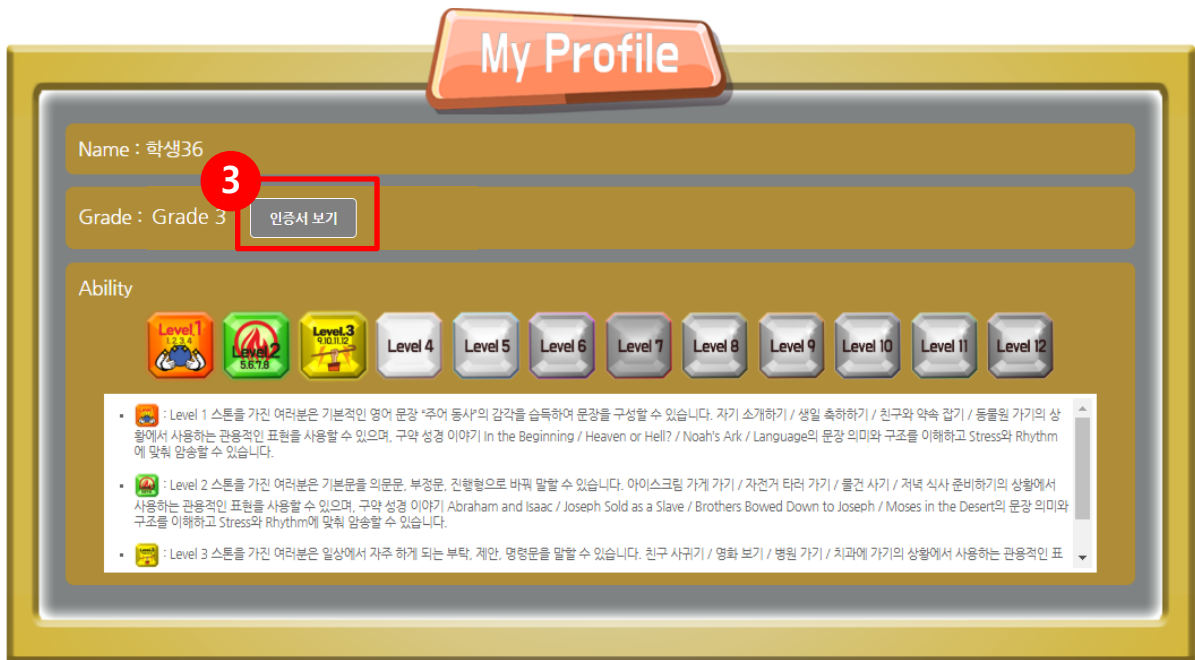 My Profile
Name : 학생36
3
Grade : Grade 3 인증서 보기
Ability
Level.1 Level2 Level.3 Level 4 Level 5 Level 6 Level 7 Level 8 Level 9 Level 10 Level 11 Level 12
1.2.3.4 5.6.7.8 9.10.11.12
: Level 1 스톤을 가진 여러분은 기본적인 영어 문장 “주어 동사”의 감각을 습득하여 문장을 구성할 수 있습니다. 자기 소개하기 / 생일 축하하기 / 친구와 약속 잡기 / 동물원 가기의 상
황에서 사용하는 관용적인 표현을 사용할 수 있으며, 구약 성경 이야기 In the Beginning / Heaven or Hell? / Noah's Ark / Language의 문장 의미와 구조를 이해하고 Stress와 Rhythm
에 맞춰 암송할 수 있습니다.
: Level 2 스톤을 가진 여러분은 기본문을 의문문, 부정문, 진행형으로 바꿔 말할 수 있습니다. 아이스크림 가게 가기 / 자전거 타러 가기 / 물건 사기 / 저녁 식사 준비하기의 상황에서
사용하는 관용적인 표현을 사용할 수 있으며, 구약 성경 이야기 Abraham and Isaac / Joseph Sold as a Slave / Brothers Bowed Down to Joseph / Moses in the Desert의 문장 의미와
구조를 이해하고 Stress와 Rhythm에 맞춰 암송할 수 있습니다.
: Level 3 스톤을 가진 여러분은 일상에서 자주 하게 되는 부탁, 제안, 명령문을 말할 수 있습니다. 친구 사귀기 / 영화 보기 / 병원 가기 / 치과에 가기의 상황에서 사용하는 관용적인 표